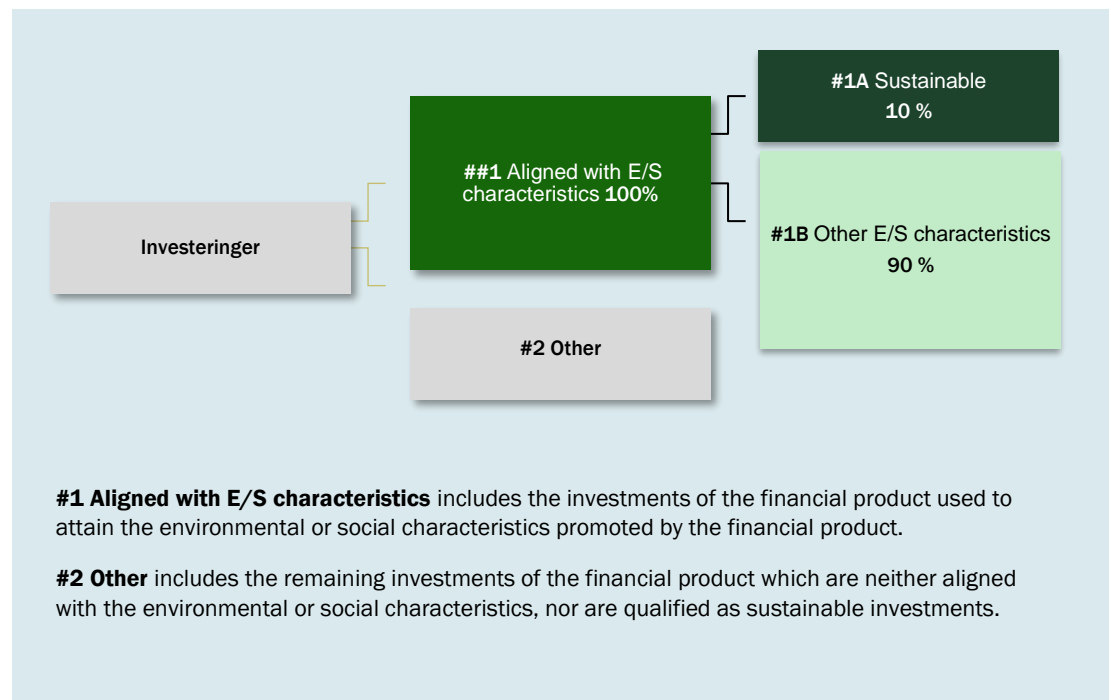 #1A Sustainable
10 %
##1 Aligned with E/S
characteristics 100%
Investeringer
#1B Other E/S characteristics
90 %
#2 Other
#1 Aligned with E/S characteristics includes the investments of the financial product used to
attain the environmental or social characteristics promoted by the financial product.
#2 Other includes the remaining investments of the financial product which are neither aligned
with the environmental or social characteristics, nor are qualified as sustainable investments.